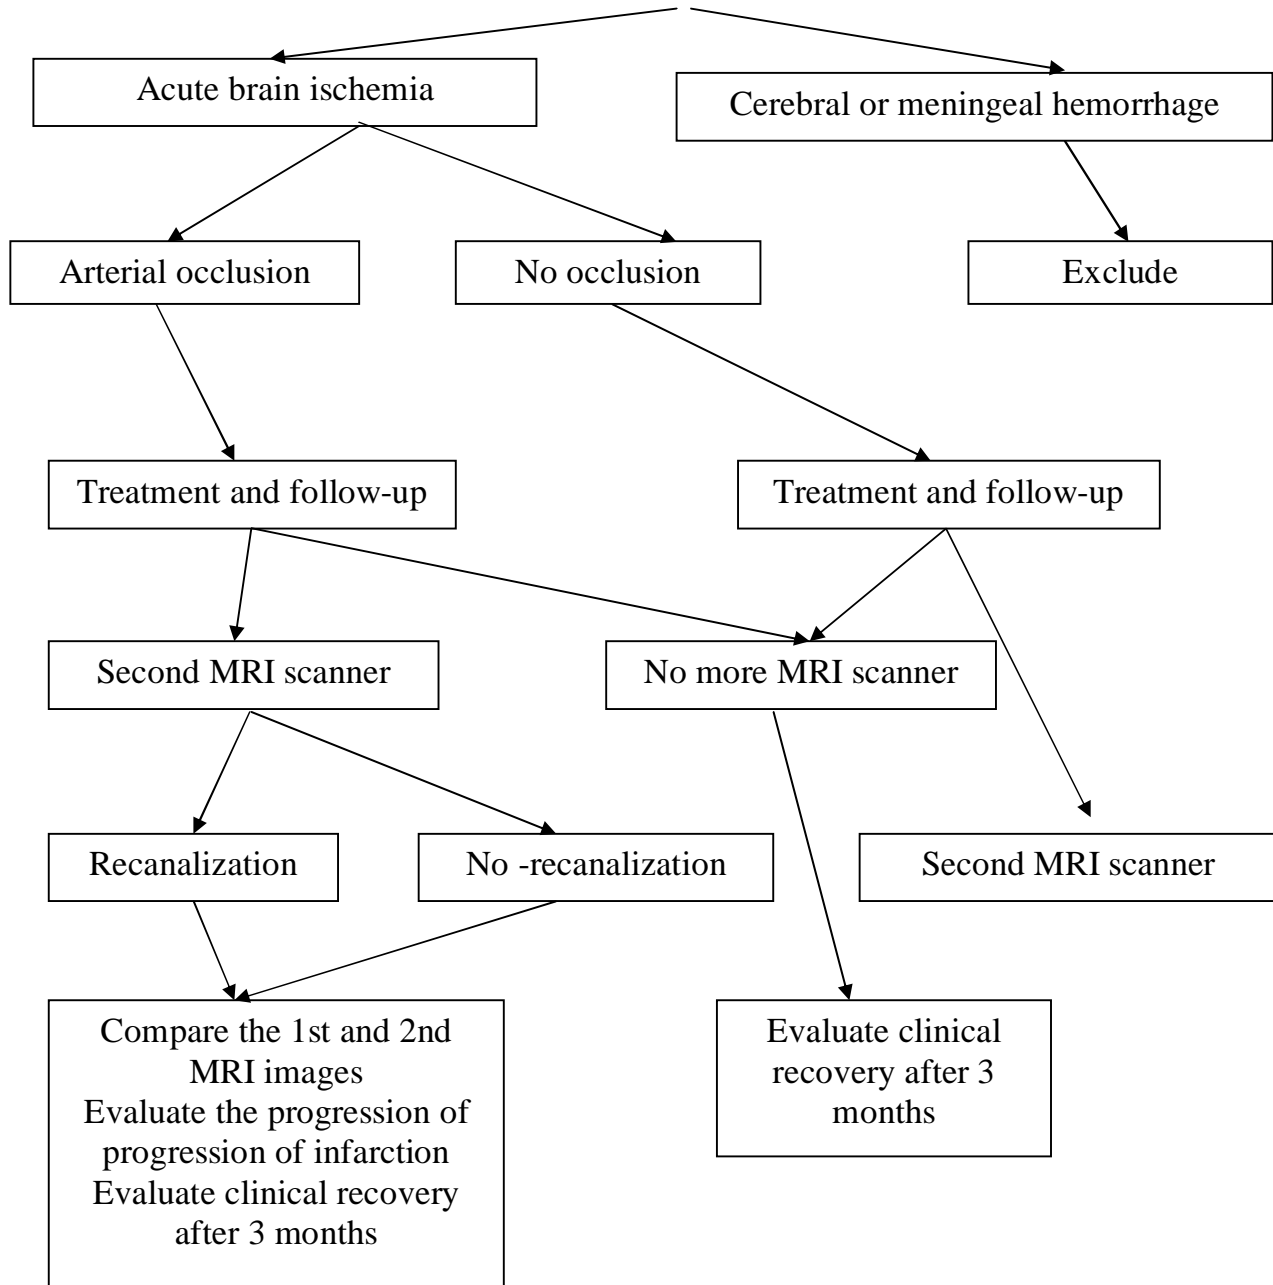 Acute brain ischemia
Cerebral or meningeal hemorrhage
Arterial occlusion
No occlusion
Exclude
Treatment and follow-up
Treatment and follow-up
Second MRI scanner
No more MRI scanner
Recanalization
No -recanalization
Second MRI scanner
Compare the 1st and 2nd
MRI images
Evaluate the progression of
progression of infarction
Evaluate clinical recovery
after 3 months
Evaluate clinical
recovery after 3
months